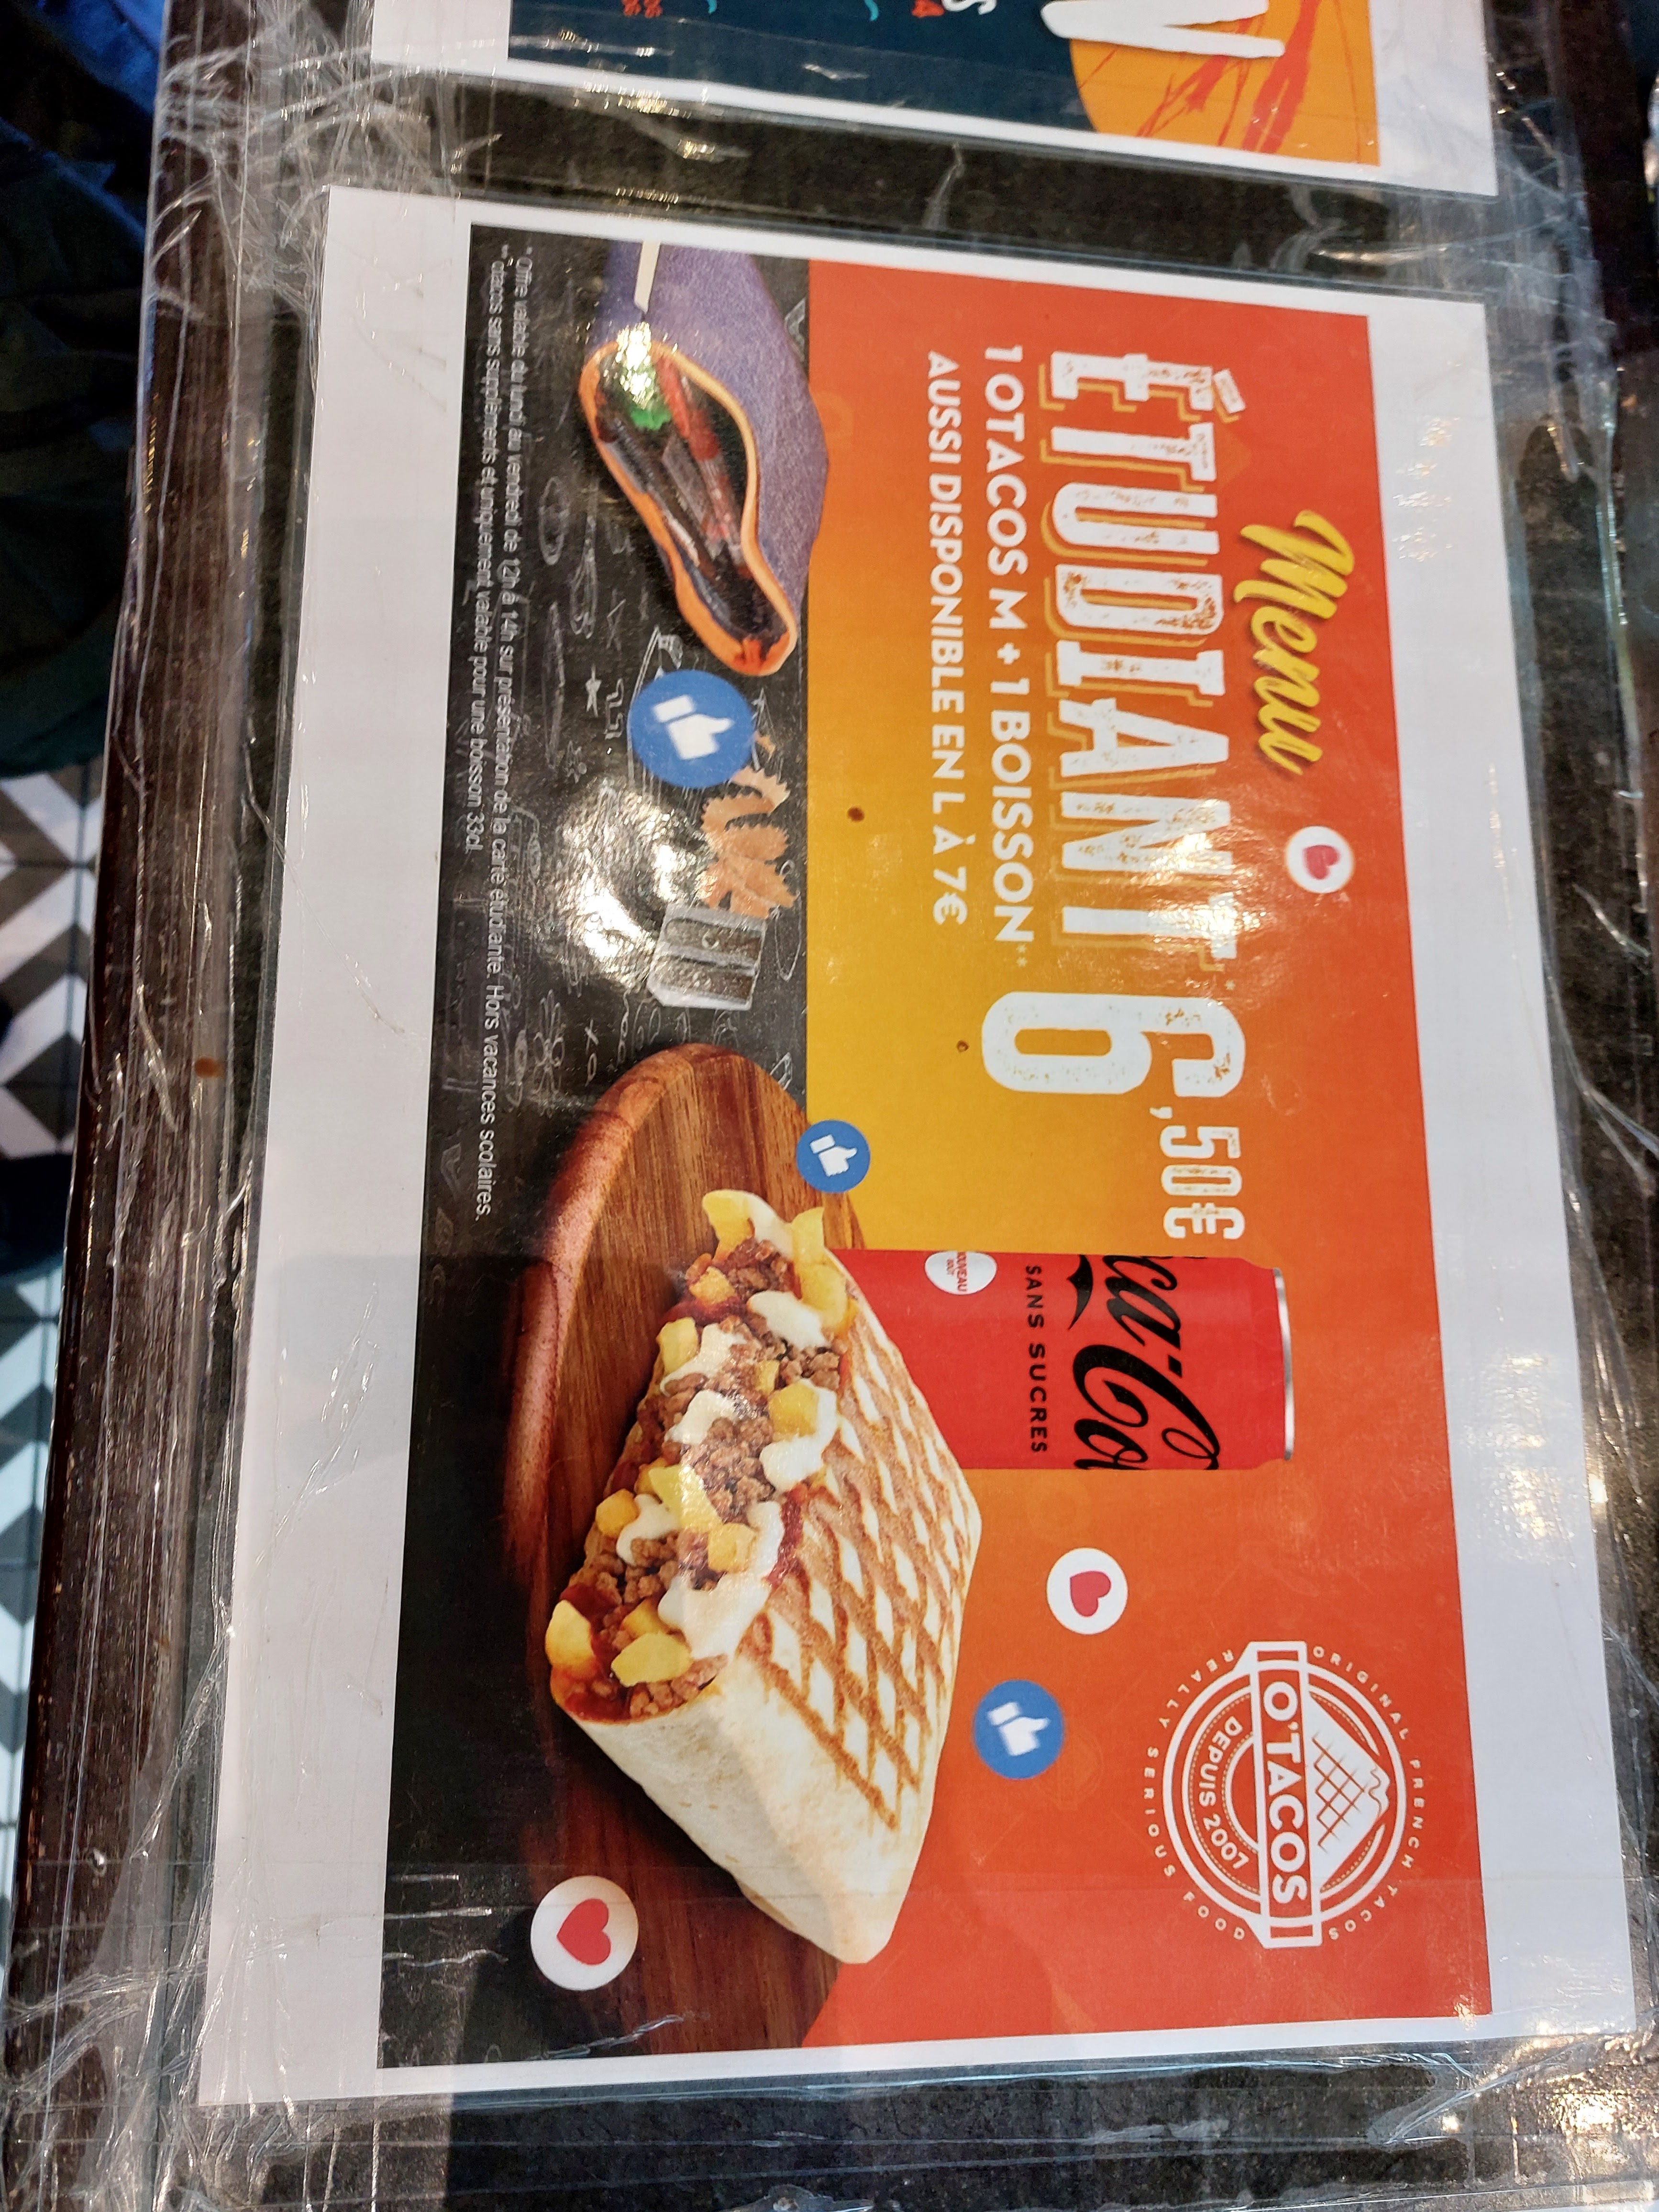 Menu
ÉTUDIANT*
6,50€
1 OTACOS M + 1 BOISSON**
AUSSI DISPONIBLE EN L À 7€
ORIGINAL FRENCH TACOS
O'TACOS
DEPUIS 2007
REALLY SERIOUS FOOD
SANS SUCRES
* Offre valable du lundi au vendredi de 12h à 14h sur présentation de la carte étudiante. Hors vacances scolaires.
** otacos sans suppléments et uniquement valable pour une boisson 33cl.